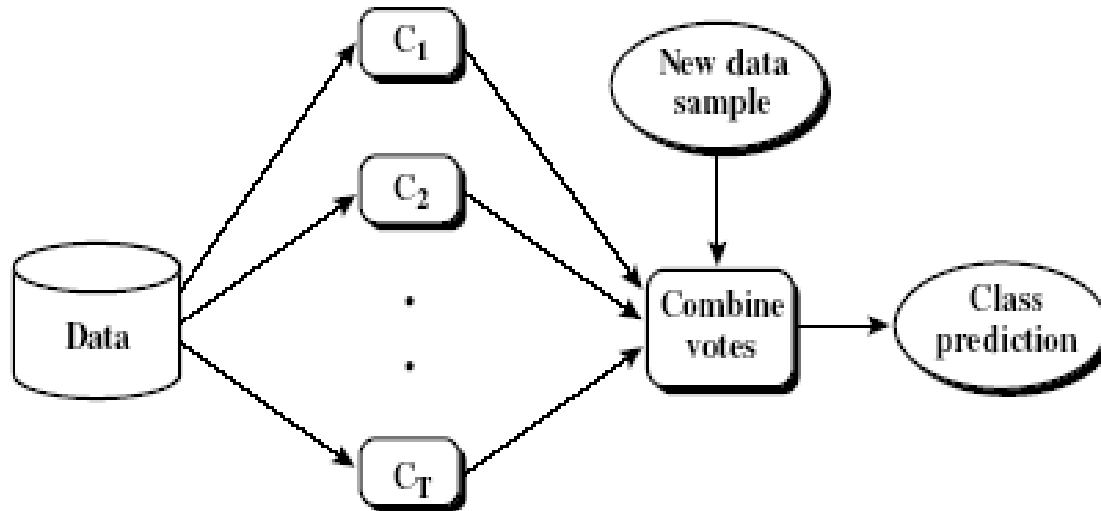 C1
New data
sample
C2
Data
Combine
votes
Class
prediction
CT